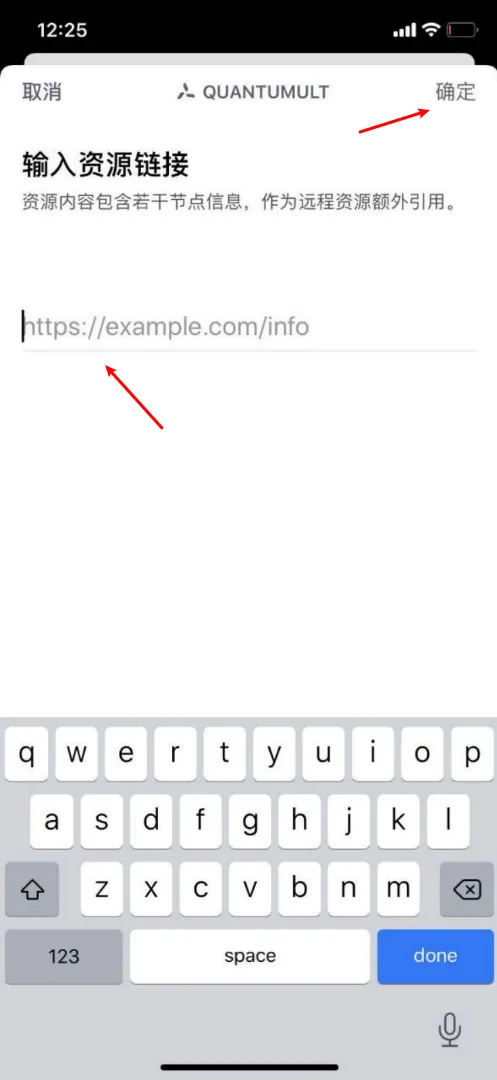 12:25
取消 QUANTUMULT 确定
输入资源链接
资源内容包含若干节点信息，作为远程资源额外引用。
https://example.com/info
q w e r t y u i o p
a s d f g h j k l
z x c v b n m
123 space done